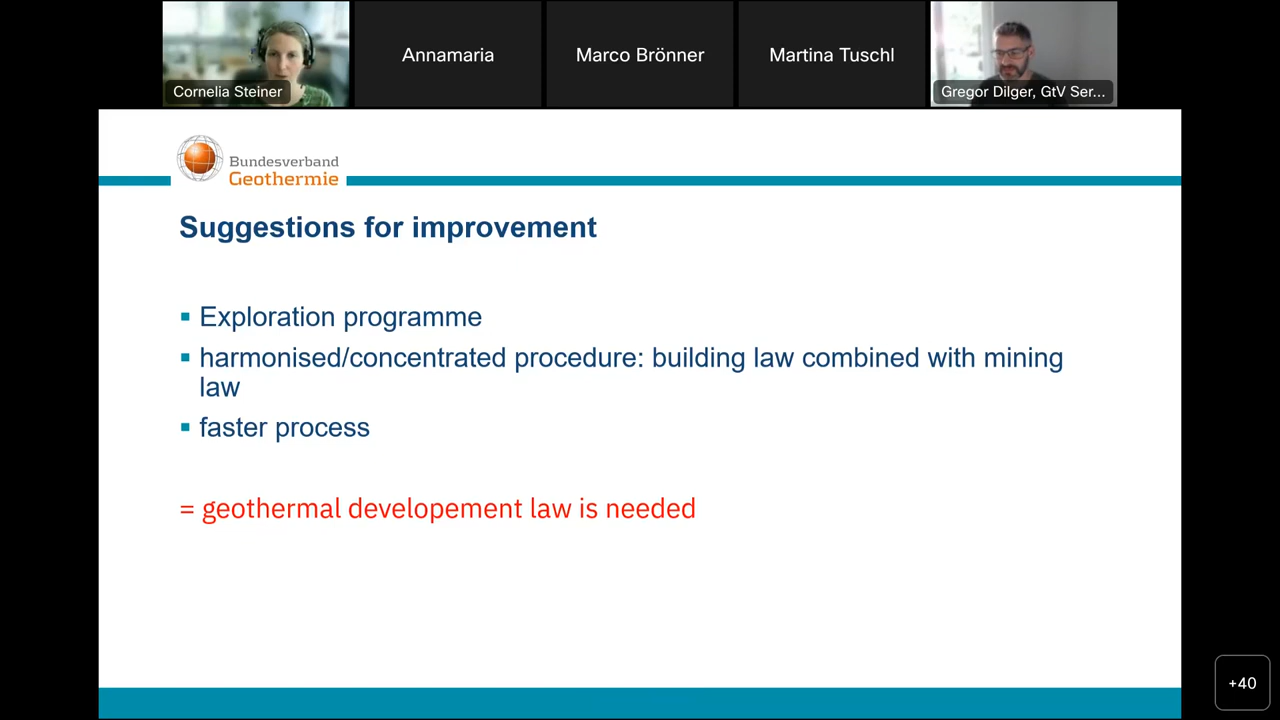 Cornelia Steiner
Annamaria
Marco Brönner
Martina Tuschl
Gregor Dilger, GtV Ser...
Bundesverband
Geothermie
Suggestions for improvement
▪ Exploration programme
▪ harmonised/concentrated procedure: building law combined with mining
law
▪ faster process
= geothermal developement law is needed
+40